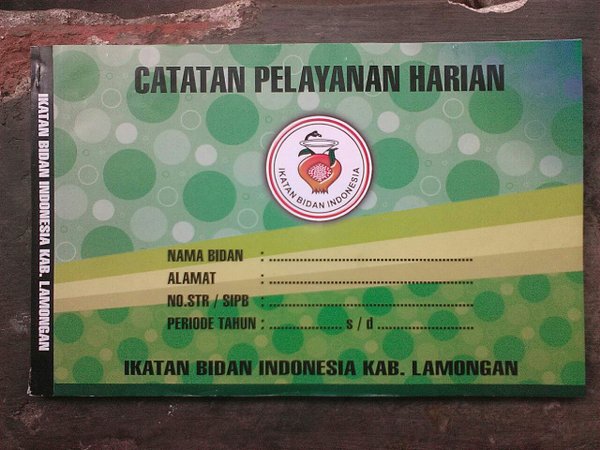 CATATAN PELAYANAN HARIAN
IKATAN BIDAN INDONESIA
NAMA BIDAN : ................................................
ALAMAT : ................................................
NO.STR / SIPB : ................................................
PERIODE TAHUN : ................. s / d ......................
IKATAN BIDAN INDONESIA KAB. LAMONGAN
IKATAN BIDAN INDONESIA KAB. LAMONGAN